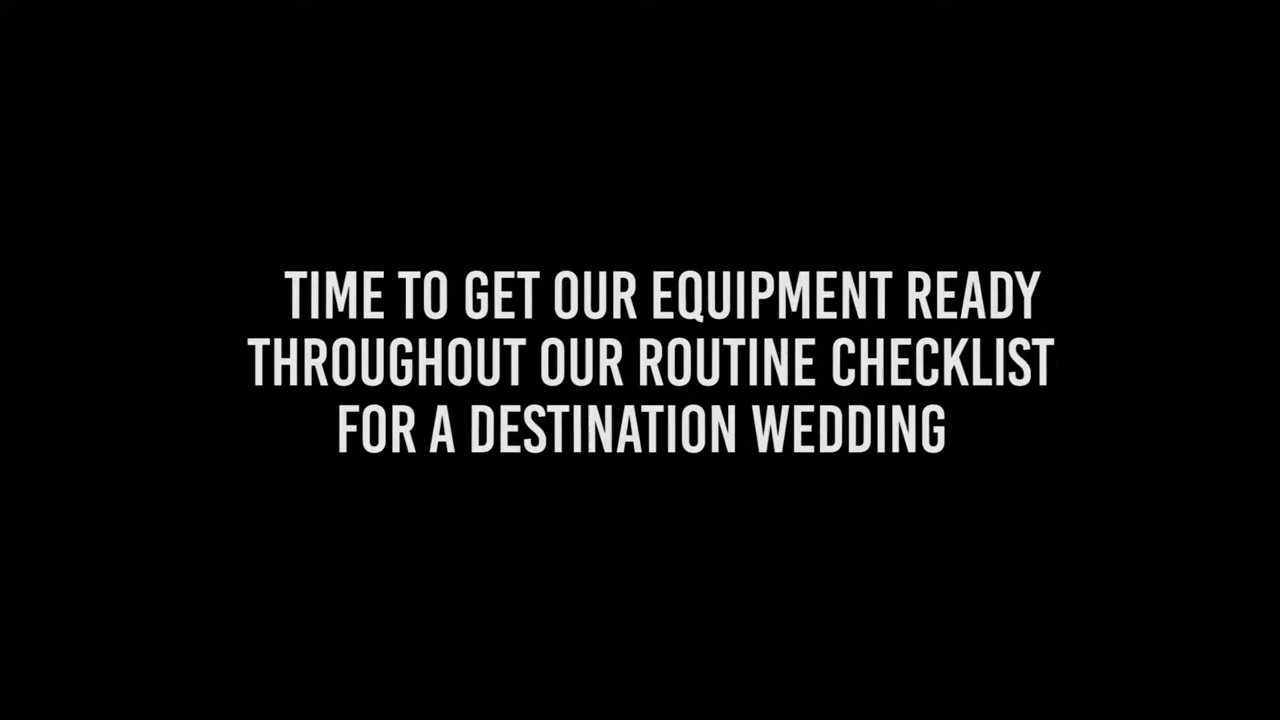 TIME TO GET OUR EQUIPMENT READY
THROUGHOUT OUR ROUTINE CHECKLIST
FOR A DESTINATION WEDDING